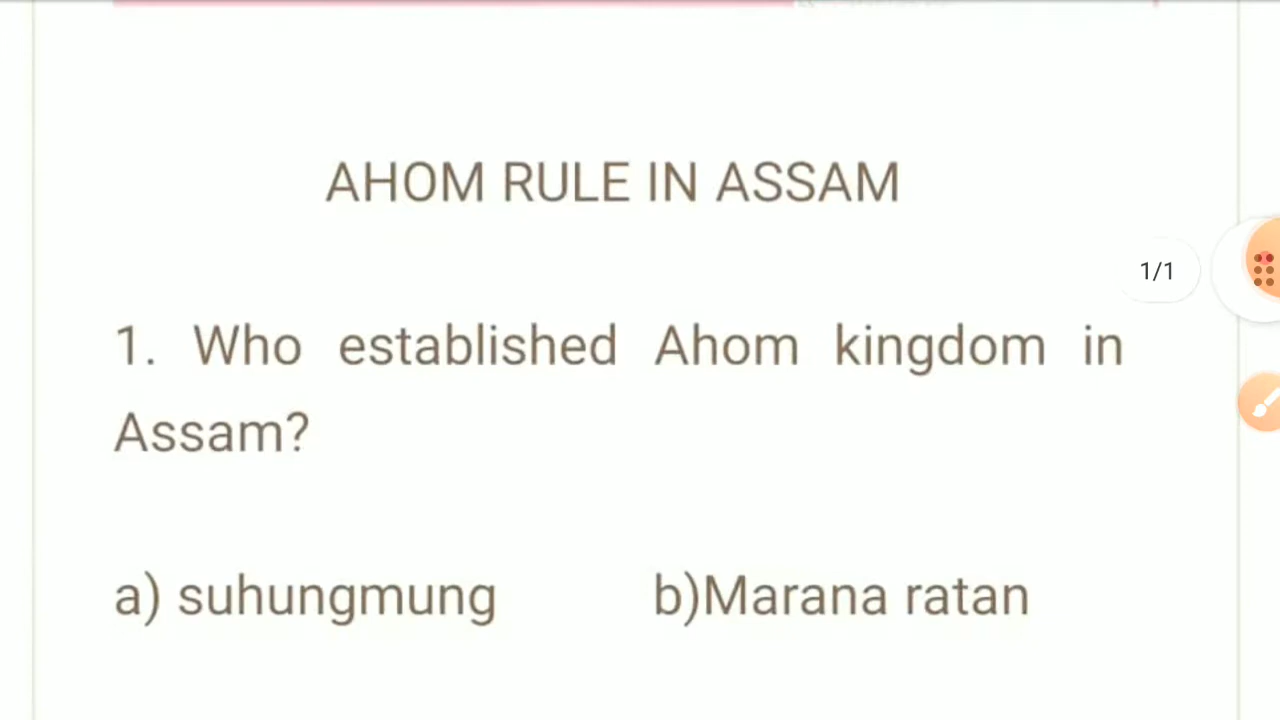 AHOM RULE IN ASSAM
1/1
1. Who established Ahom kingdom in
Assam?
a) suhungmung b)Marana ratan